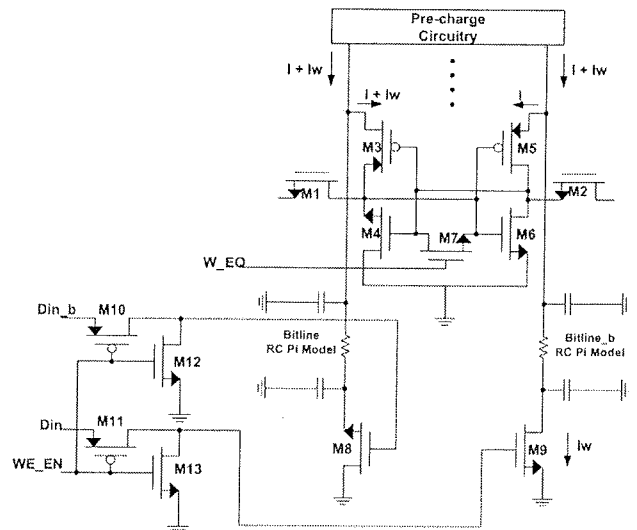 Pre-charge
Circuitry
I + Iw
I + Iw
I + Iw
I
M3
M5
M1
M2
M4
M7
M6
W_EQ
Din_b
M10
Bitline
RC Pi Model
Bitline_b
RC Pi Model
M12
Din
M11
M8
M9
Iw
WE_EN
M13